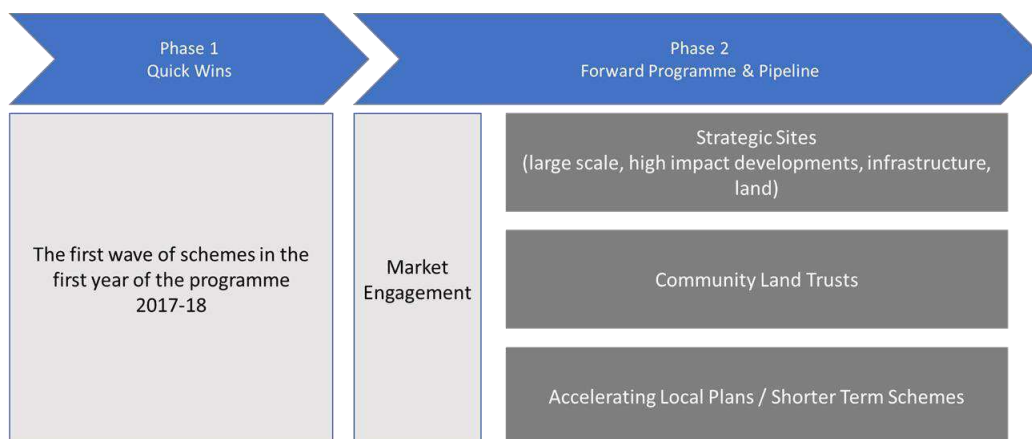 Phase 1
Quick Wins
Phase 2
Forward Programme & Pipeline
The first wave of schemes in the
first year of the programme
2017-18
Market
Engagement
Strategic Sites
(large scale, high impact developments, infrastructure,
land)
Community Land Trusts
Accelerating Local Plans / Shorter Term Schemes